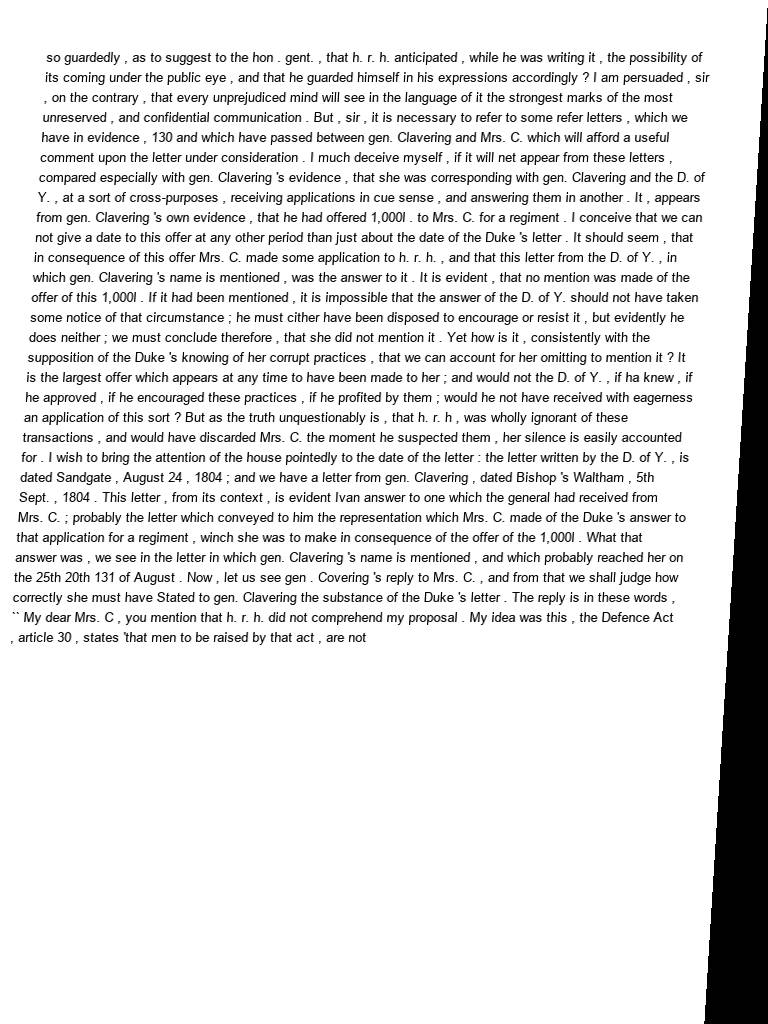 so guardedly , as to suggest to the hon . gent. , that h. r. h. anticipated , while he was writing it , the possibility of
its coming under the public eye , and that he guarded himself in his expressions accordingly ? I am persuaded , sir
, on the contrary , that every unprejudiced mind will see in the language of it the strongest marks of the most
unreserved , and confidential communication . But , sir , it is necessary to refer to some refer letters , which we
have in evidence , 130 and which have passed between gen. Clavering and Mrs. C. which will afford a useful
comment upon the letter under consideration . I much deceive myself , if it will net appear from these letters ,
compared especially with gen. Clavering 's evidence , that she was corresponding with gen. Clavering and the D. of
Y. , at a sort of cross-purposes , receiving applications in cue sense , and answering them in another . It , appears
from gen. Clavering 's own evidence , that he had offered 1,000l . to Mrs. C. for a regiment . I conceive that we can
not give a date to this offer at any other period than just about the date of the Duke 's letter . It should seem , that
in consequence of this offer Mrs. C. made some application to h. r. h. , and that this letter from the D. of Y. , in
which gen. Clavering 's name is mentioned , was the answer to it . It is evident , that no mention was made of the
offer of this 1,000l . If it had been mentioned , it is impossible that the answer of the D. of Y. should not have taken
some notice of that circumstance ; he must cither have been disposed to encourage or resist it , but evidently he
does neither ; we must conclude therefore , that she did not mention it . Yet how is it , consistently with the
supposition of the Duke 's knowing of her corrupt practices , that we can account for her omitting to mention it ? It
is the largest offer which appears at any time to have been made to her ; and would not the D. of Y. , if ha knew , if
he approved , if he encouraged these practices , if he profited by them ; would he not have received with eagerness
an application of this sort ? But as the truth unquestionably is , that h. r. h , was wholly ignorant of these
transactions , and would have discarded Mrs. C. the moment he suspected them , her silence is easily accounted
for . I wish to bring the attention of the house pointedly to the date of the letter : the letter written by the D. of Y. , is
dated Sandgate , August 24 , 1804 ; and we have a letter from gen. Clavering , dated Bishop 's Waltham , 5th
Sept. , 1804 . This letter , from its context , is evident Ivan answer to one which the general had received from
Mrs. C. ; probably the letter which conveyed to him the representation which Mrs. C. made of the Duke 's answer to
that application for a regiment , winch she was to make in consequence of the offer of the 1,000l . What that
answer was , we see in the letter in which gen. Clavering 's name is mentioned , and which probably reached her on
the 25th 20th 131 of August . Now , let us see gen . Covering 's reply to Mrs. C. , and from that we shall judge how
correctly she must have Stated to gen. Clavering the substance of the Duke 's letter . The reply is in these words ,
`` My dear Mrs. C , you mention that h. r. h. did not comprehend my proposal . My idea was this , the Defence Act
, article 30 , states 'that men to be raised by that act , are not